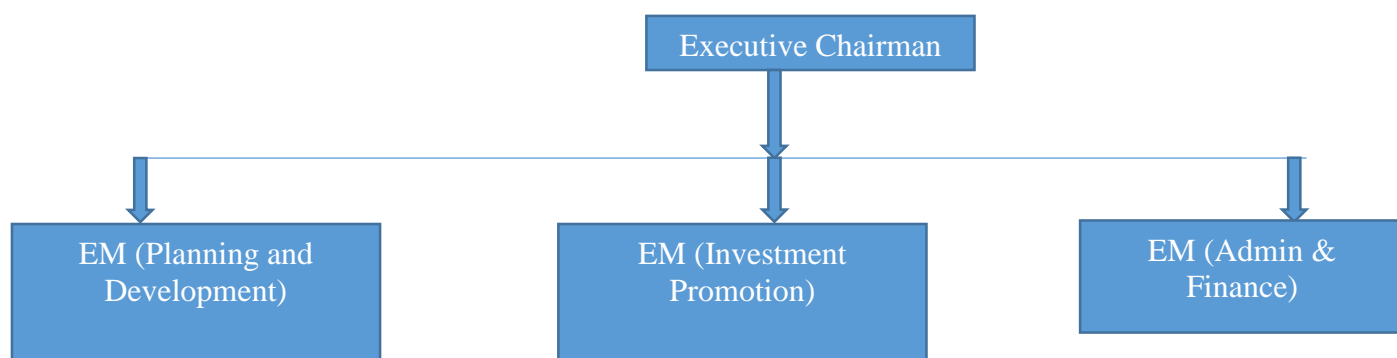 Executive Chairman
EM (Planning and
Development)
EM (Investment
Promotion)
EM (Admin &
Finance)